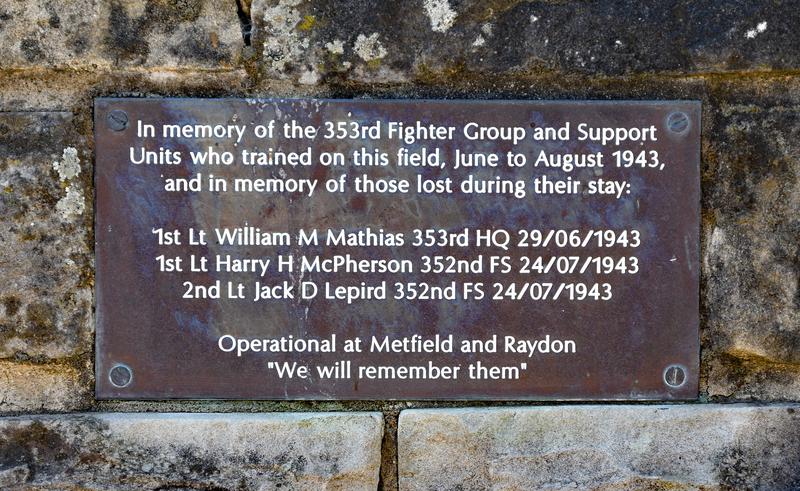 In memory of the 353rd Fighter Group and Support
Units who trained on this field, June to August 1943,
and in memory of those lost during their stay:
1st Lt William M Mathias 353rd HQ 29/06/1943
1st Lt Harry H McPherson 352nd FS 24/07/1943
2nd Lt Jack D Lepird 352nd FS 24/07/1943
Operational at Metfield and Raydon
"We will remember them"